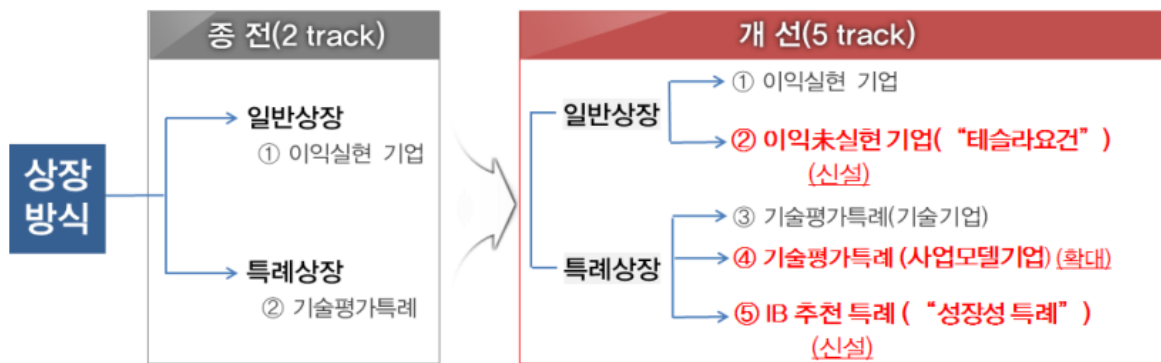 종 전(2 track)
개 선(5 track)
상장
방식
일반상장
① 이익실현 기업
특례상장
② 기술평가특례
일반상장
① 이익실현 기업
② 이익未실현 기업( “테슬라요건” )
(신설)
특례상장
③ 기술평가특례(기술기업)
④ 기술평가특례 (사업모델기업) (확대)
⑤ IB 추천 특례 ( “성장성 특례” )
(신설)